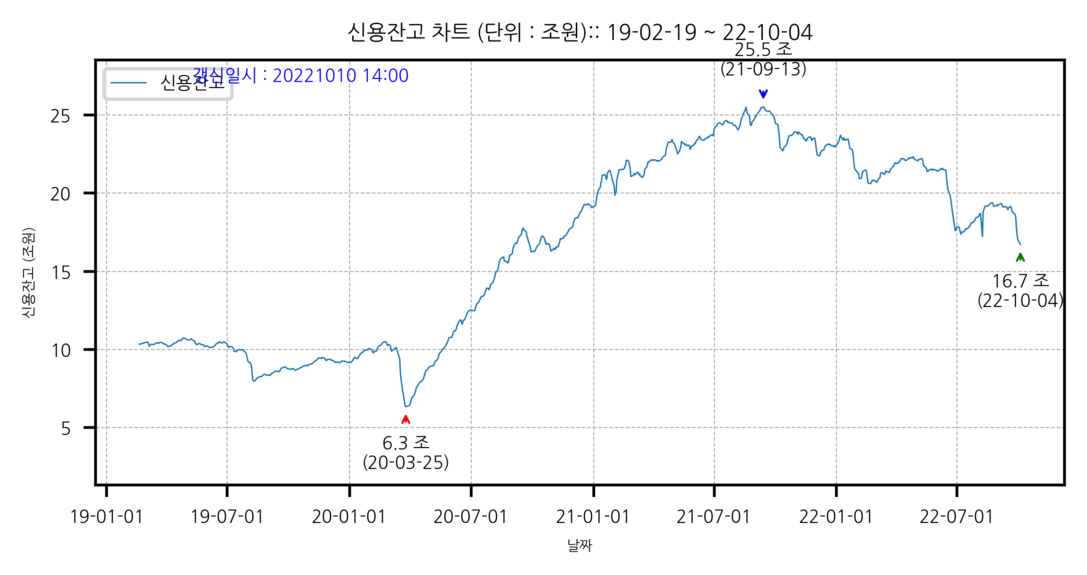 신용잔고 차트 (단위 : 조원):: 19-02-19 ~ 22-10-04
25.5 조
(21-09-13)
갱신일시 : 20221010 14:00
신용잔고
신용잔고 (조원)
25
20
15
10
5
16.7 조
(22-10-04)
6.3 조
(20-03-25)
19-01-01
19-07-01
20-01-01
20-07-01
21-01-01
21-07-01
22-01-01
22-07-01
날짜